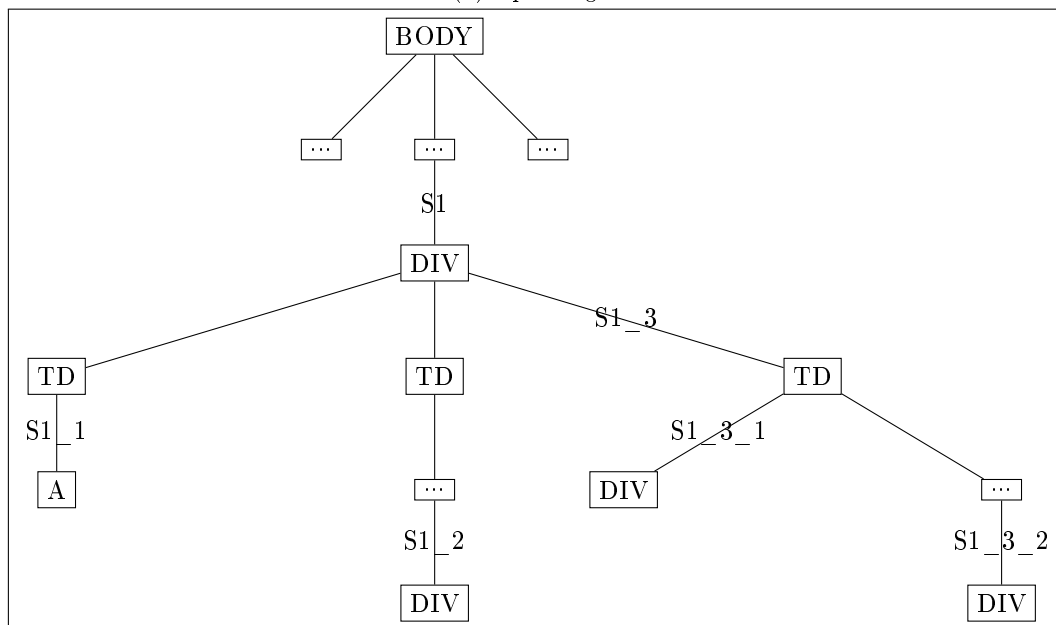 BODY
... ... ...
S1
DIV
S1_3
TD TD TD
S1_1 S1_3_1
A ... DIV ...
S1_2 S1_3_2
DIV DIV